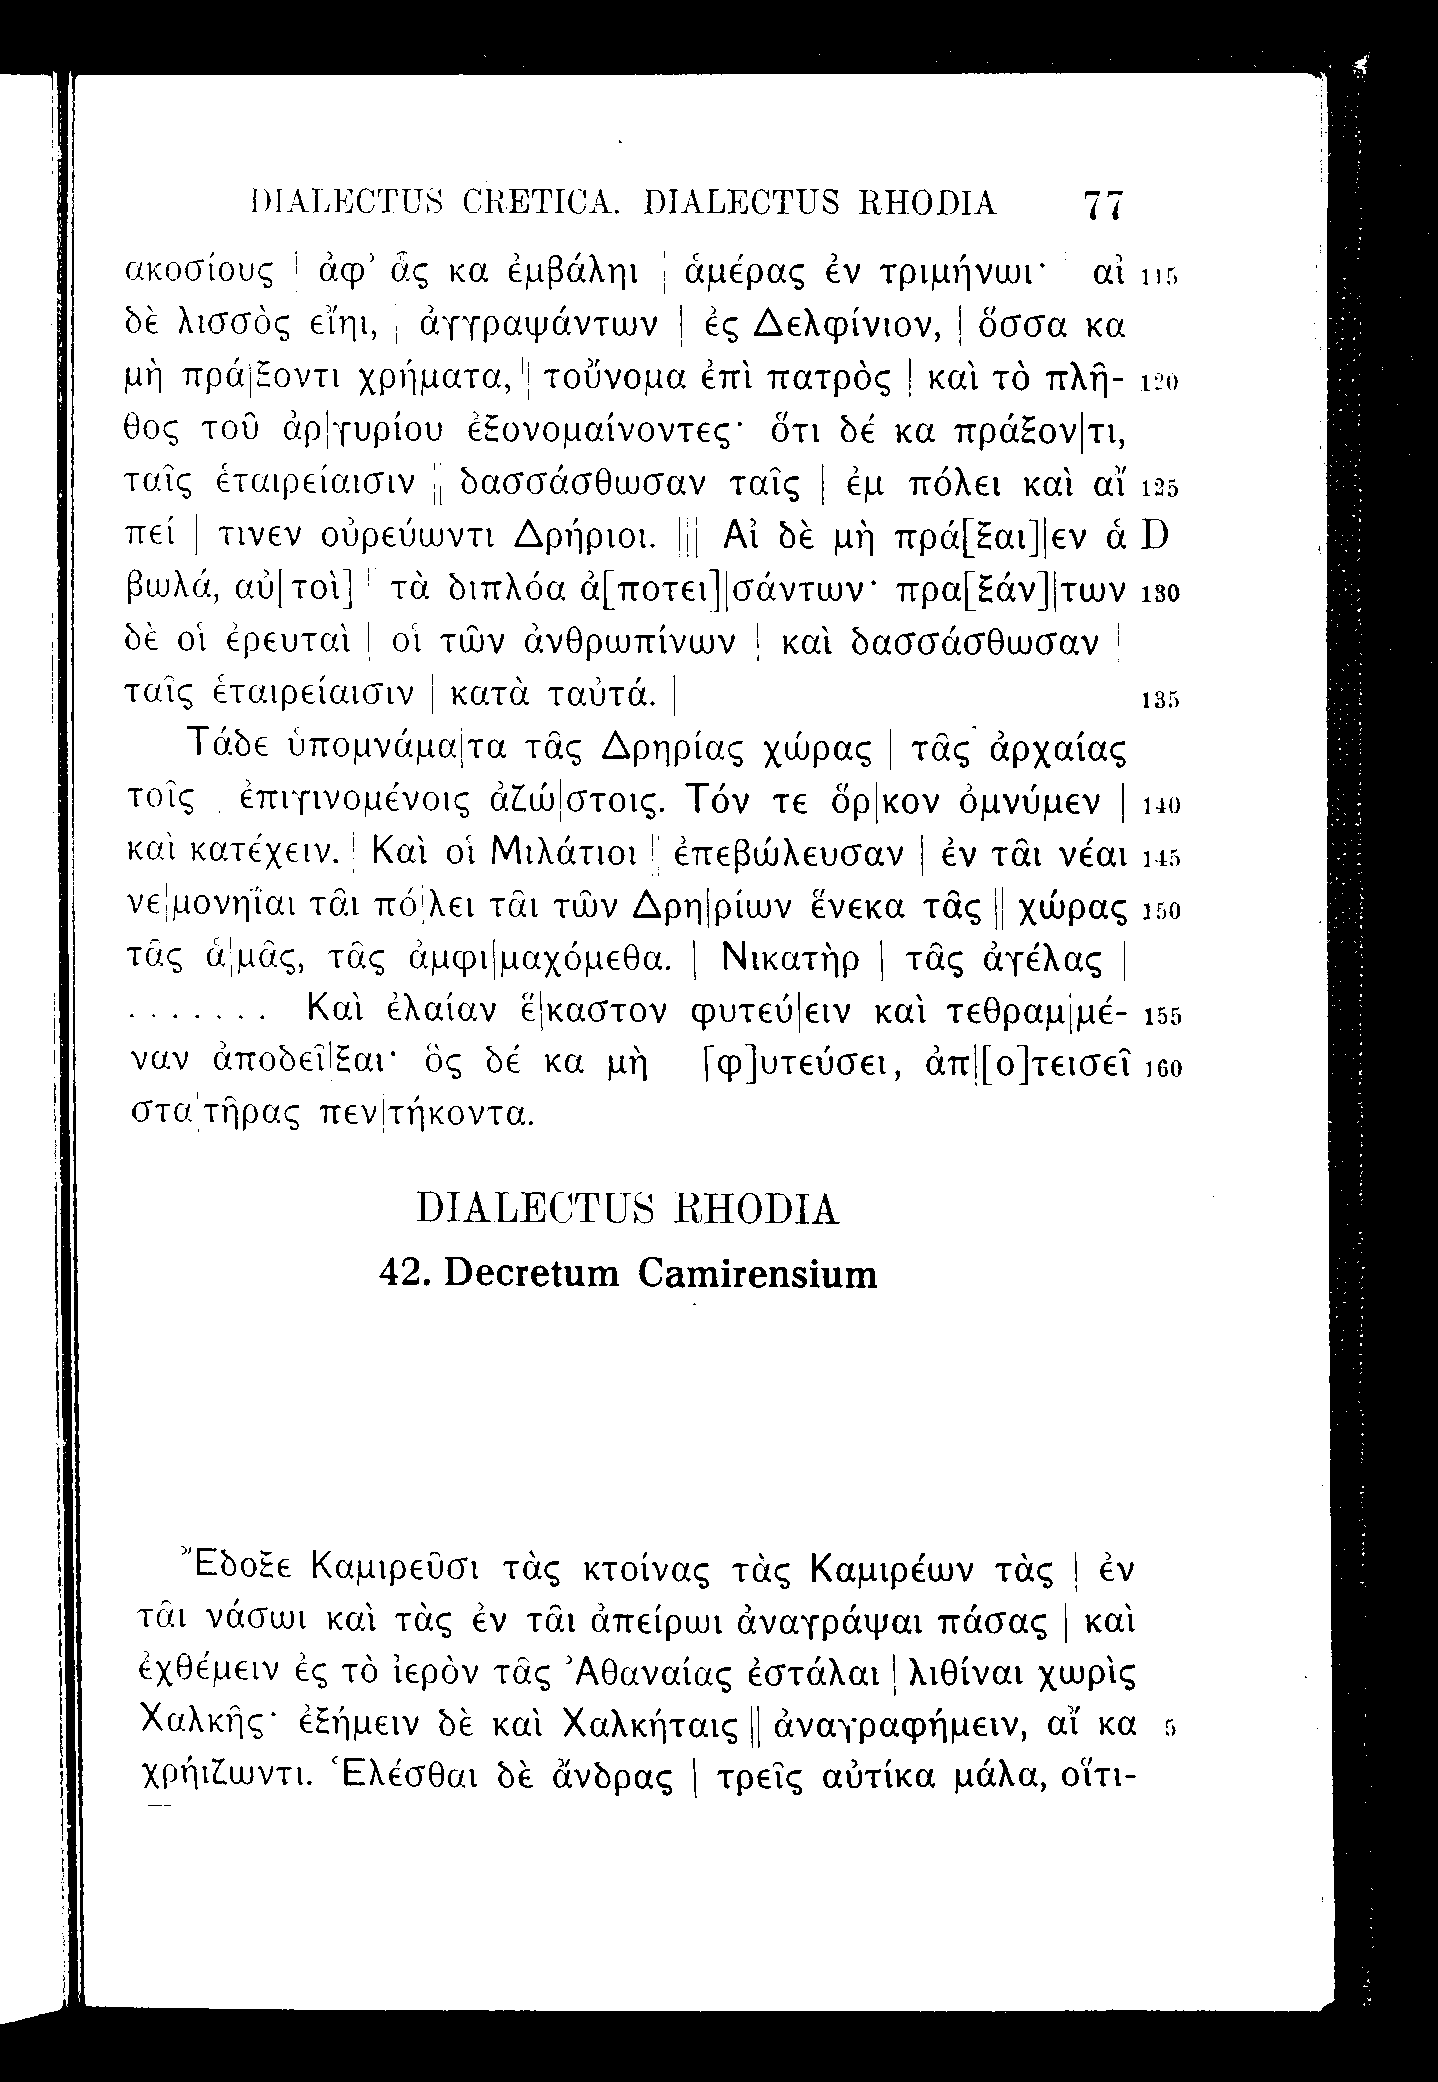 DIALECTUS CRETICA. DIALECTUS RHODIA 77
ακοσίους | ἀφ’ ἇς κα ἐμβάληι | ἁμέρας ἐν τριμήνωι· αἰ 115
δὲ λισσὸς εἴηι, | ἀγγραψάντων | ἐς Δελφίνιον, | ὅσσα κα
μὴ πρά|ξοντι χρήματα, || τοὔνομα ἐπὶ πατρὸς | καὶ τὸ πλῆ- 120
θος τοῦ ἀρ|γυρίου ἐξονομαίνοντες· ὅτι δέ κα πράξον|τι,
ταῖς ἑταιρείαισιν || δασσάσθωσαν ταῖς | ἐμ πόλει καὶ αἴ 125
πεί | τινεν οὐρεύωντι Δρήριοι. ||| Αἰ δὲ μὴ πρά[ξαι]|εν ἁ D
βωλά, αὐ|τοὶ] | τὰ διπλόα ἀ[ποτει]|σάντων· πρα[ξάν]|των 130
δὲ οἱ ἐρευταὶ | οἱ τῶν ἀνθρωπίνων | καὶ δασσάσθωσαν |
ταῖς ἑταιρείαισιν | κατὰ ταὐτά. | 135
Τάδε ὑπομνάμα|τα τᾶς Δρηρίας χώρας | τᾶς ἀρχαίας
τοῖς ἐπιγινομένοις ἀζώ|στοις. Τόν τε ὅρ|κον ὀμνύμεν | 140
καὶ κατέχειν. | Καὶ οἱ Μιλάτιοι || ἐπεβώλευσαν | ἐν τᾶι νέαι 145
νε|μονηΐαι τᾶι πό|λει τᾶι τῶν Δρη|ρίων ἕνεκα τᾶς || χώρας 150
τᾶς ἁ|μᾶς, τᾶς ἀμφι|μαχόμεθα. | Νικατὴρ | τᾶς ἀγέλας |
. . . . . . . Καὶ ἐλαίαν ἕ|καστον φυτεύ|ειν καὶ τεθραμ|μέ- 155
ναν ἀποδεῖ|ξαι· ὃς δέ κα μὴ [φ]υτεύσει, ἀπ|[ο]τεισεῖ 160
στα|τῆρας πεν|τήκοντα.
DIALECTUS RHODIA
42. Decretum Camirensium
Ἔδοξε Καμιρεῦσι τὰς κτοίνας τὰς Καμιρέων τὰς | ἐν
τᾶι νάσωι καὶ τὰς ἐν τᾶι ἀπείρωι ἀναγράψαι πάσας | καὶ
ἐχθέμειν ἐς τὸ ἱερὸν τᾶς Ἀθαναίας ἐστάλαι | λιθίναι χωρὶς
Χαλκῆς· ἐξήμειν δὲ καὶ Χαλκήταις || ἀναγραφήμειν, αἴ κα 5
χρήιζωντι. Ἑλέσθαι δὲ ἄνδρας | τρεῖς αὐτίκα μάλα, οἵτι-